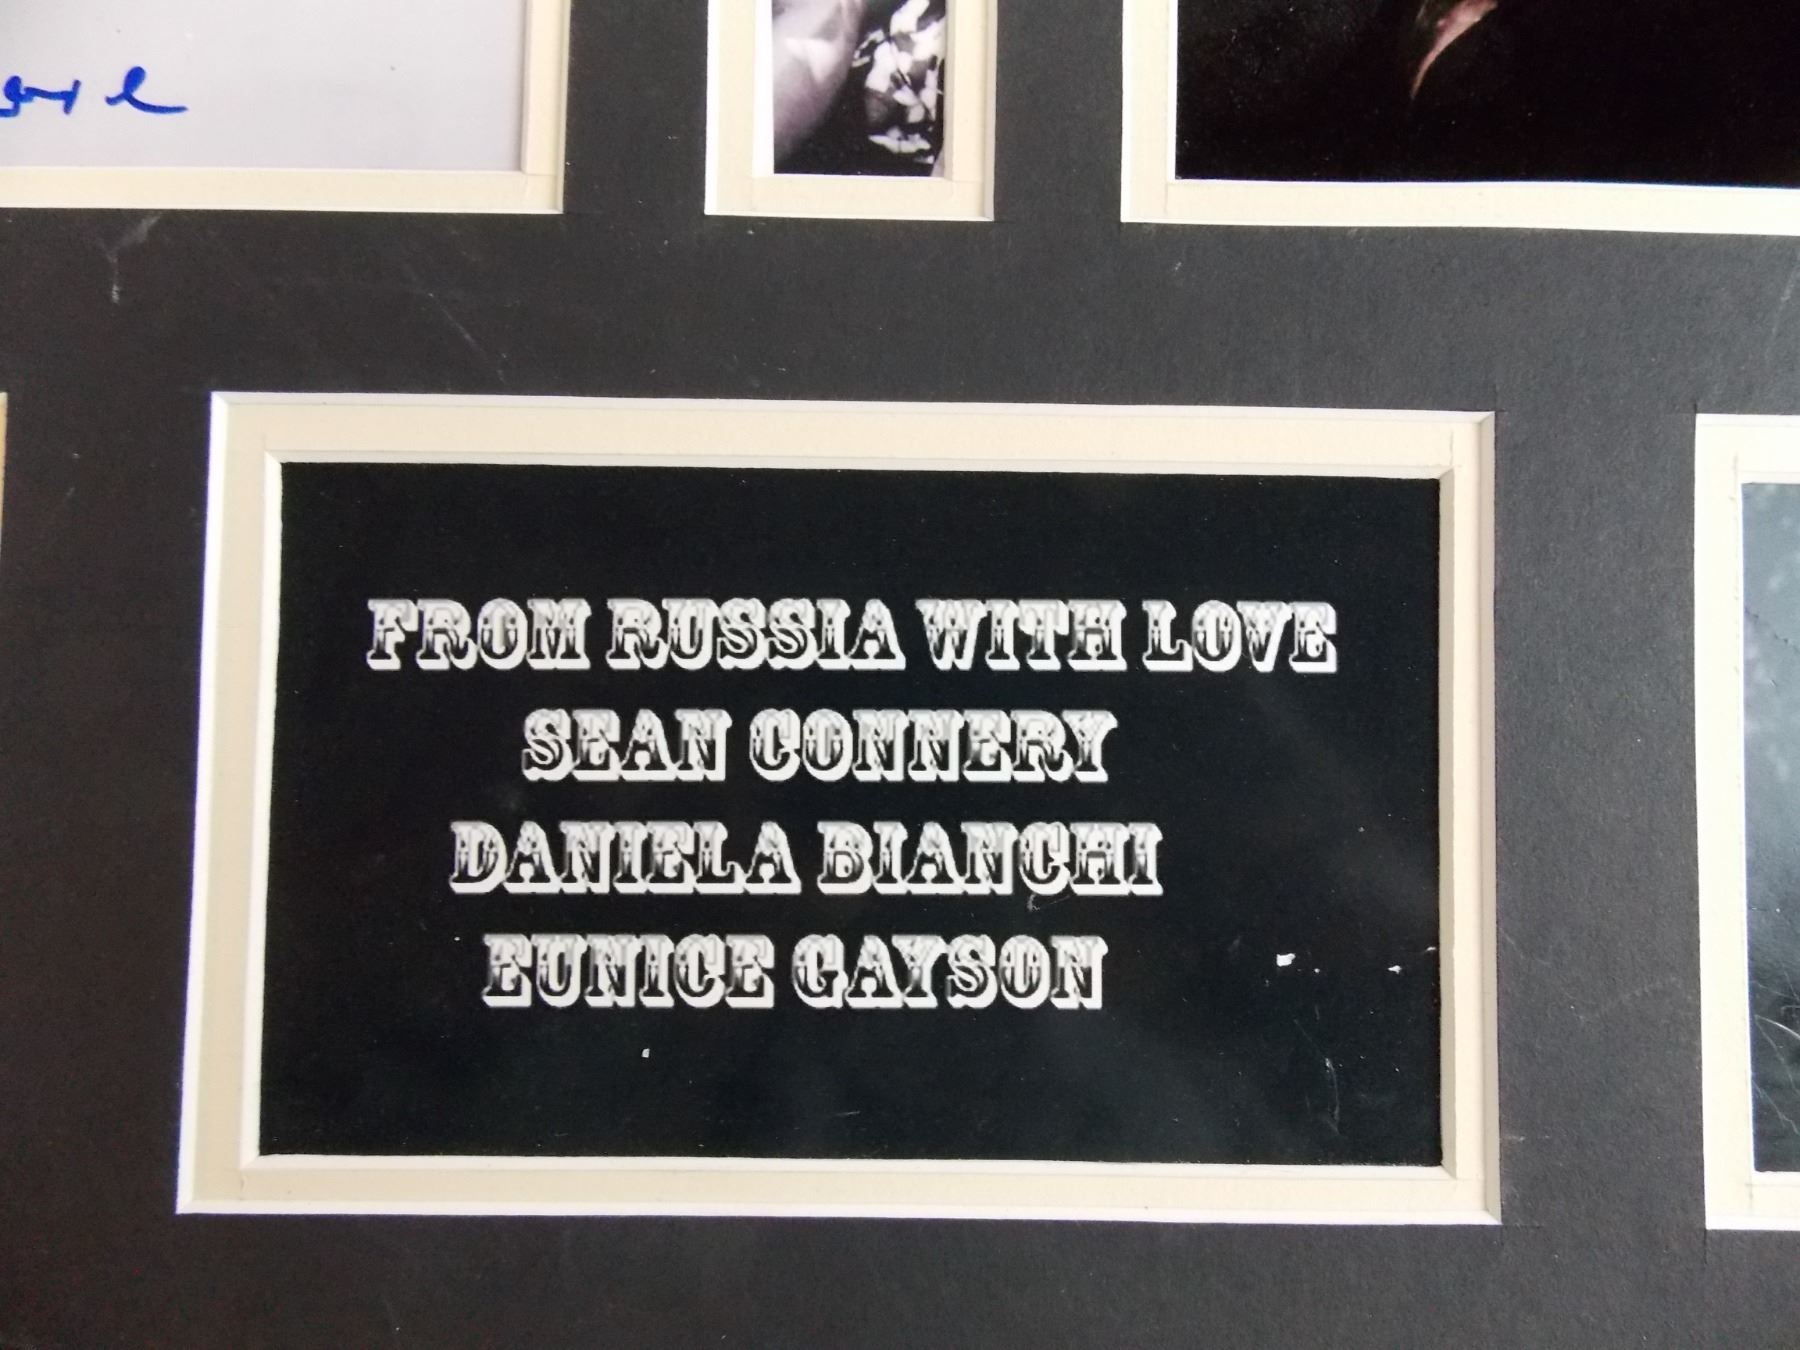 FROM RUSSIA WITH LOVE
SEAN CONNERY
DANIELA BIANCHI
EUNICE GAYSON